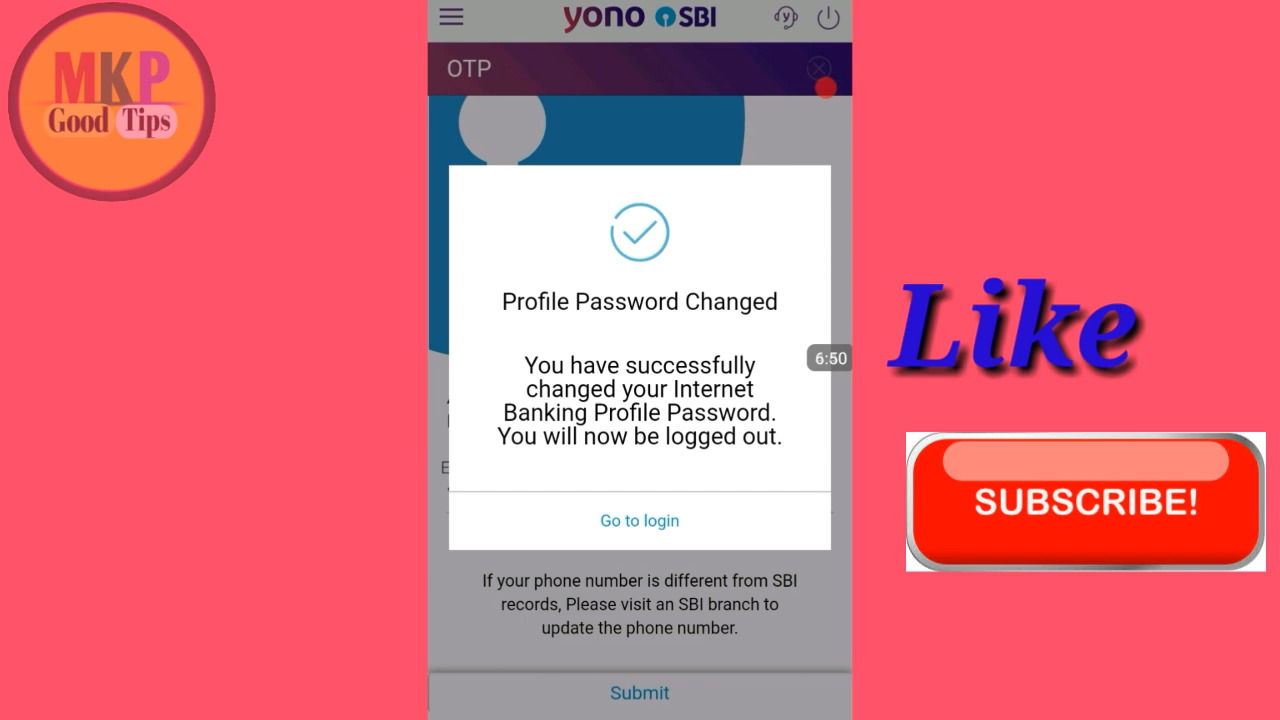 MKP
Good Tips
yono SBI
OTP
Profile Password Changed
You have successfully
changed your Internet
Banking Profile Password.
You will now be logged out.
6:50
Go to login
If your phone number is different from SBI
records, Please visit an SBI branch to
update the phone number.
Submit
Like
SUBSCRIBE!